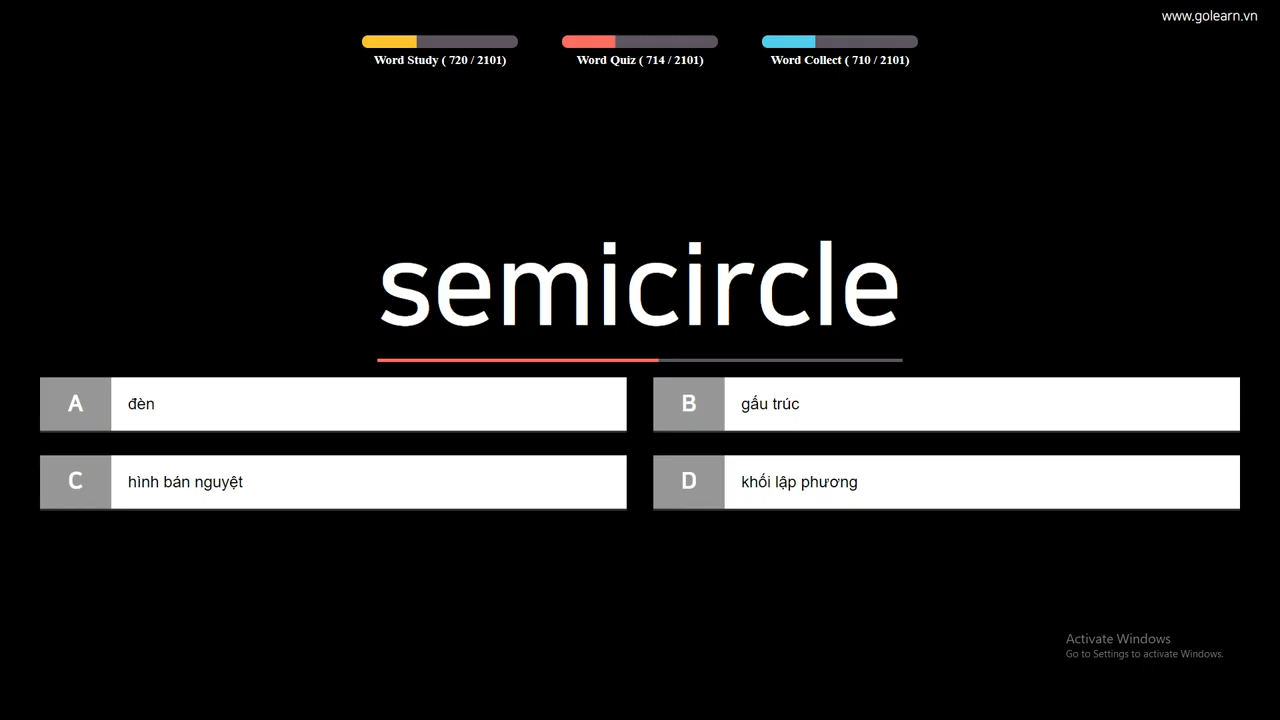 www.golearn.vn
Word Study ( 720 / 2101)
Word Quiz ( 714 / 2101)
Word Collect ( 710 / 2101)
semicircle
A đèn
B gấu trúc
C hình bán nguyệt
D khối lập phương
Activate Windows
Go to Settings to activate Windows.